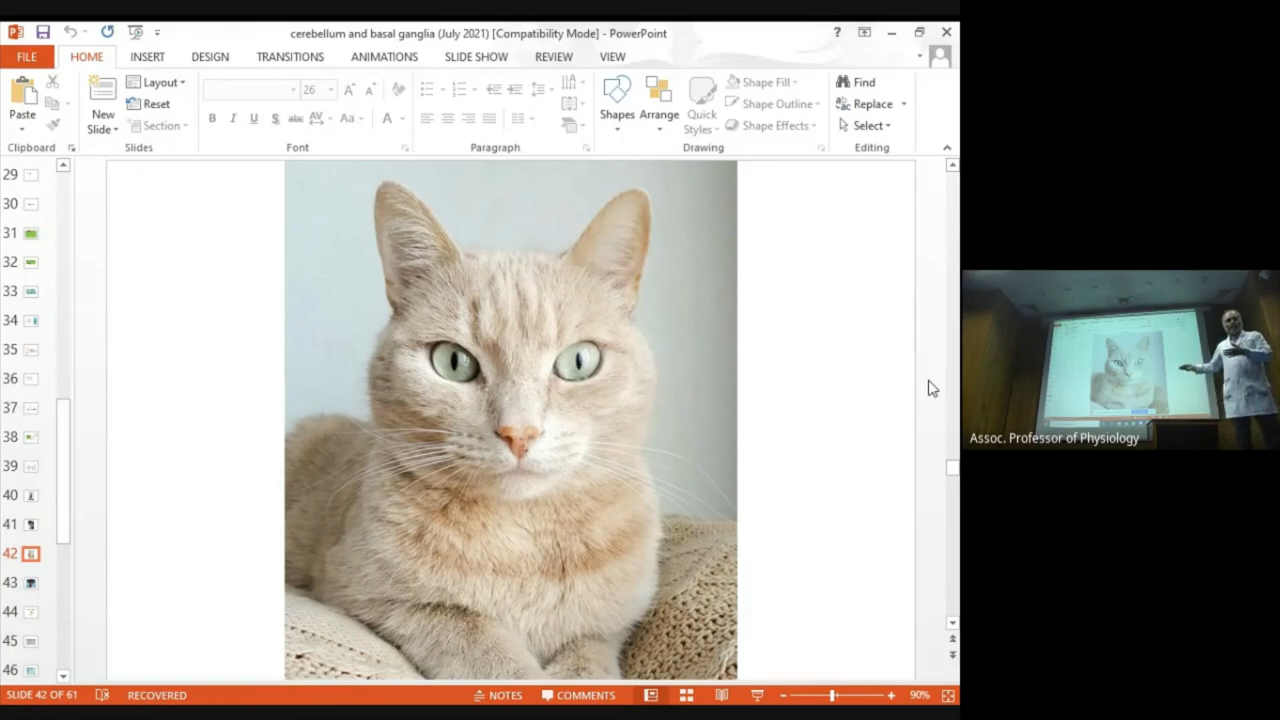 cerebellum and basal ganglia (July 2021) [Compatibility Mode] - PowerPoint
?
FILE HOME INSERT DESIGN TRANSITIONS ANIMATIONS SLIDE SHOW REVIEW VIEW
Paste
Clipboard
New
Slide
Layout
Reset
Section
Slides
26
B I U S abc AV Aa A
Font
Paragraph
Shapes
Arrange
Quick
Styles
Shape Fill
Shape Outline
Shape Effects
Drawing
Find
Replace
Select
Editing
29
30
31
32
33
34
35
36
37
38
39
40
41
42
43
44
45
46
Assoc. Professor of Physiology
SLIDE 42 OF 61 RECOVERED NOTES COMMENTS 90%